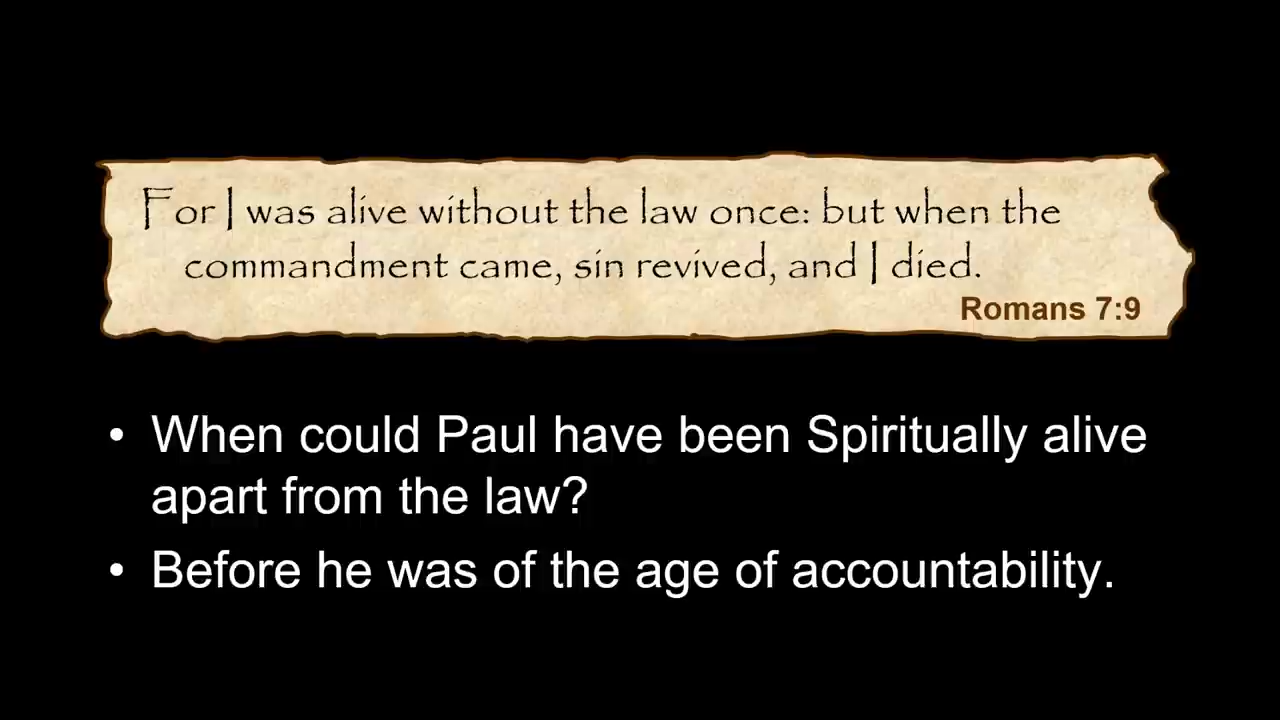 For I was alive without the law once: but when the
commandment came, sin revived, and I died.
Romans 7:9
• When could Paul have been Spiritually alive
apart from the law?
• Before he was of the age of accountability.